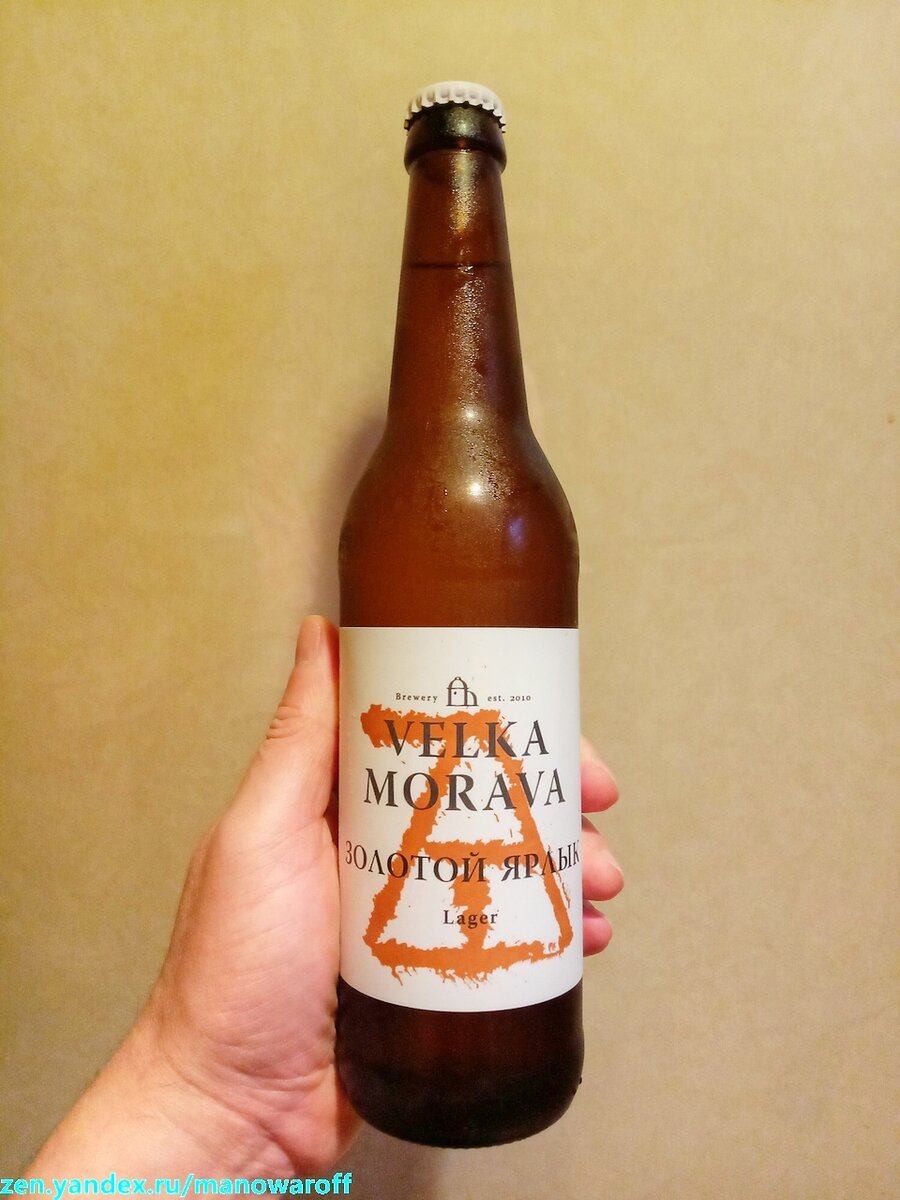 Brewery est. 2010
VELKA
MORAVA
ЗОЛОТОЙ ЯРЛЫК
Lager
zen.yandex.ru/manowaroff